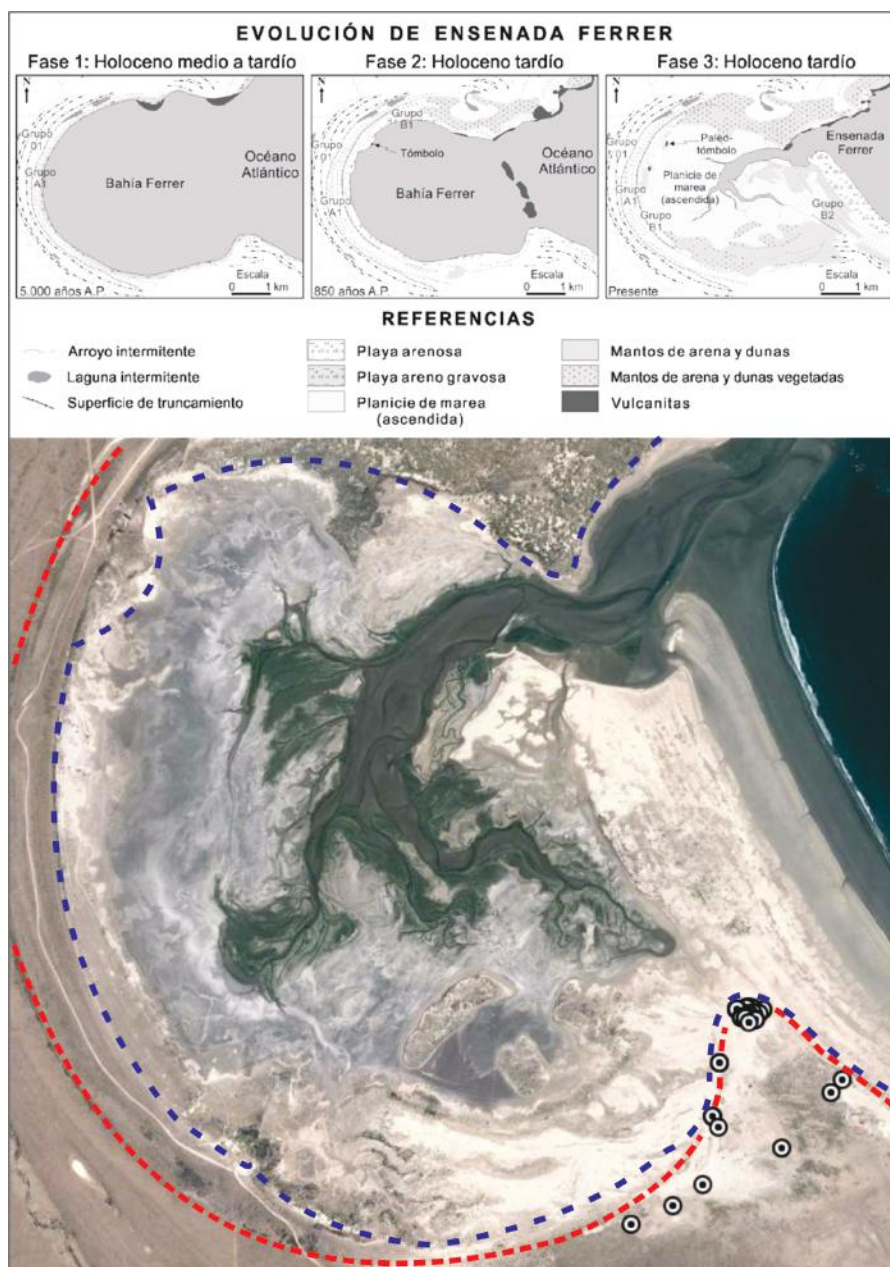 EVOLUCIÓN DE ENSENADA FERRER
Fase 1: Holoceno medio a tardío
Fase 2: Holoceno tardío
Fase 3: Holoceno tardío
N
Grupo 01
Grupo A1
Bahía Ferrer
Océano Atlántico
Escala
0 1 km
5.000 años A.P.
N
Grupo B1
Grupo 01
Tómbolo
Océano Atlántico
Bahía Ferrer
Grupo A1
Escala
0 1 km
850 años A.P.
N
Grupo 01
Paleo-tómbolo
Ensenada Ferrer
Planicie de marea (ascendida)
Grupo A1
Grupo B1
Grupo B2
Escala
0 1 km
Presente
REFERENCIAS
Arroyo intermitente
Laguna intermitente
Superficie de truncamiento
Playa arenosa
Playa areno gravosa
Planicie de marea
(ascendida)
Mantos de arena y dunas
Mantos de arena y dunas vegetadas
Vulcanitas